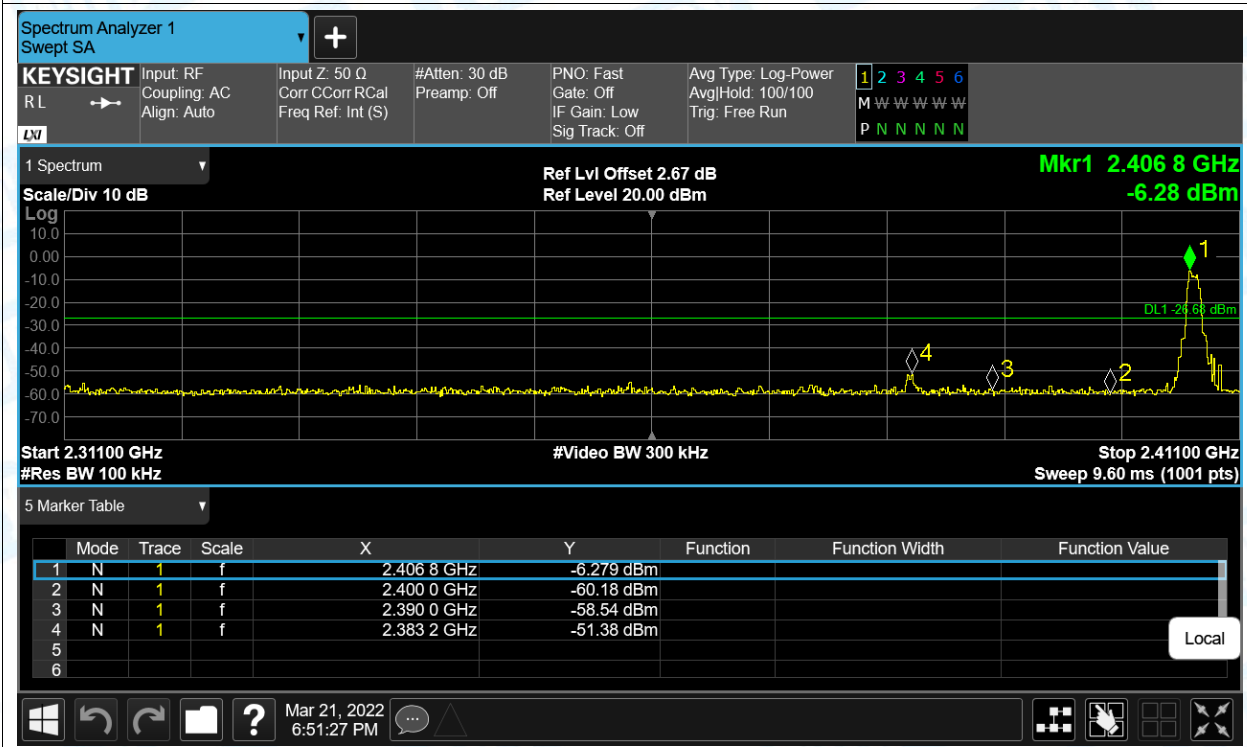 Spectrum Analyzer 1
Swept SA
KEYSIGHT
R L
LXI
Input: RF
Coupling: AC
Align: Auto
Input Z: 50 Ω
Corr CCorr RCal
Freq Ref: Int (S)
#Atten: 30 dB
Preamp: Off
PNO: Fast
Gate: Off
IF Gain: Low
Sig Track: Off
Avg Type: Log-Power
Avg|Hold: 100/100
Trig: Free Run
1 2 3 4 5 6
M W W W W W
P N N N N N
1 Spectrum
Scale/Div 10 dB
Ref Lvl Offset 2.67 dB
Ref Level 20.00 dBm
Mkr1 2.406 8 GHz
-6.28 dBm
Log
10.0
0.00
-10.0
-20.0
-30.0
-40.0
-50.0
-60.0
-70.0
1
DL1 -26.68 dBm
4
3
2
Start 2.31100 GHz
#Video BW 300 kHz
Stop 2.41100 GHz
#Res BW 100 kHz
Sweep 9.60 ms (1001 pts)
5 Marker Table
Mode Trace Scale X Y Function Function Width Function Value
1 N 1 f 2.406 8 GHz -6.279 dBm
2 N 1 f 2.400 0 GHz -60.18 dBm
3 N 1 f 2.390 0 GHz -58.54 dBm
4 N 1 f 2.383 2 GHz -51.38 dBm
5
6
Local
?
Mar 21, 2022
6:51:27 PM